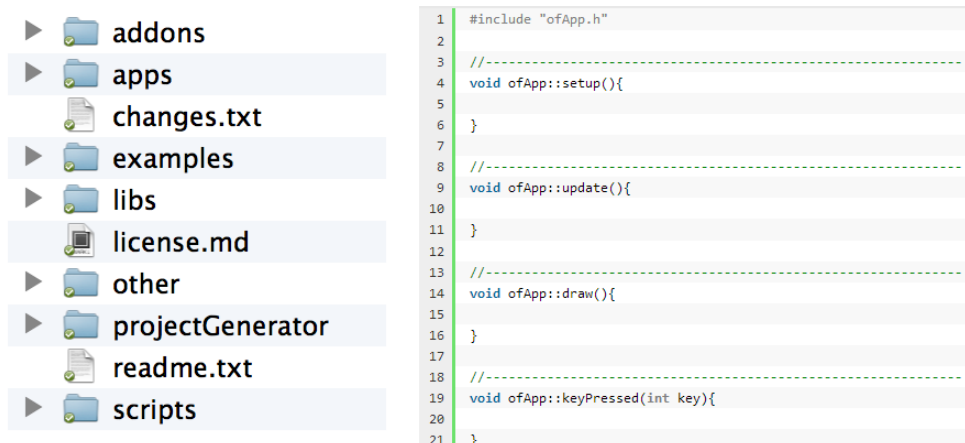 addons
apps
changes.txt
examples
libs
license.md
other
projectGenerator
readme.txt
scripts
1 #include "ofApp.h"
2
3 //--------------------------------------------------------------
4 void ofApp::setup(){
5
6 }
7
8 //--------------------------------------------------------------
9 void ofApp::update(){
10
11 }
12
13 //--------------------------------------------------------------
14 void ofApp::draw(){
15
16 }
17
18 //--------------------------------------------------------------
19 void ofApp::keyPressed(int key){
20
21 }